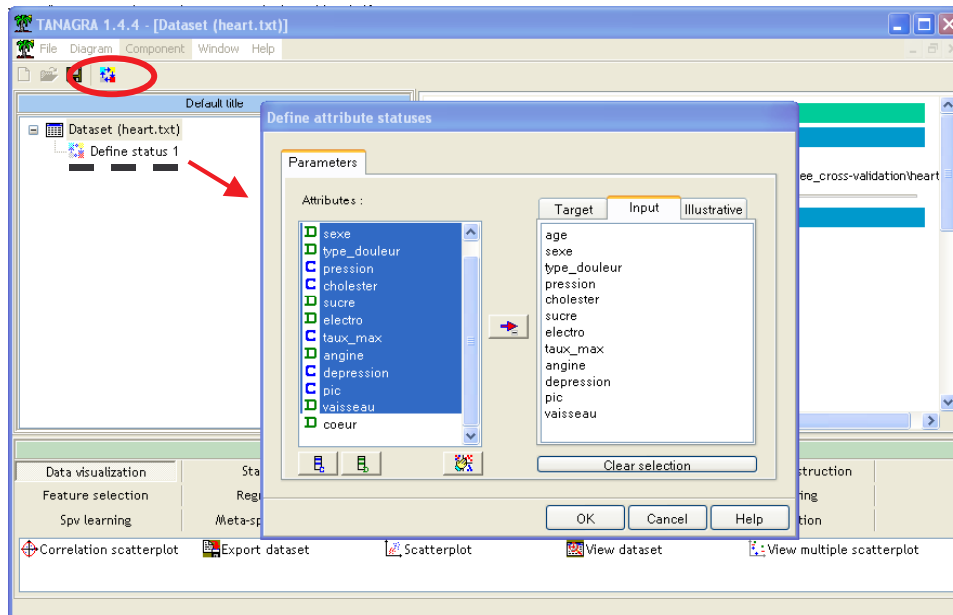 TANAGRA 1.4.4 - [Dataset (heart.txt)]
File Diagram Component Window Help
Default title
Dataset (heart.txt)
Define status 1
Define attribute statuses
Parameters
Attributes :
D sexe
D type_douleur
C pression
C cholester
D sucre
D electro
C taux_max
D angine
C depression
C pic
D vaisseau
D coeur
Target Input Illustrative
age
sexe
type_douleur
pression
cholester
sucre
electro
taux_max
angine
depression
pic
vaisseau
Clear selection
OK Cancel Help
ee_cross-validation\heart
Data visualization
Feature selection
Spv learning
Correlation scatterplot Export dataset Scatterplot View dataset View multiple scatterplot